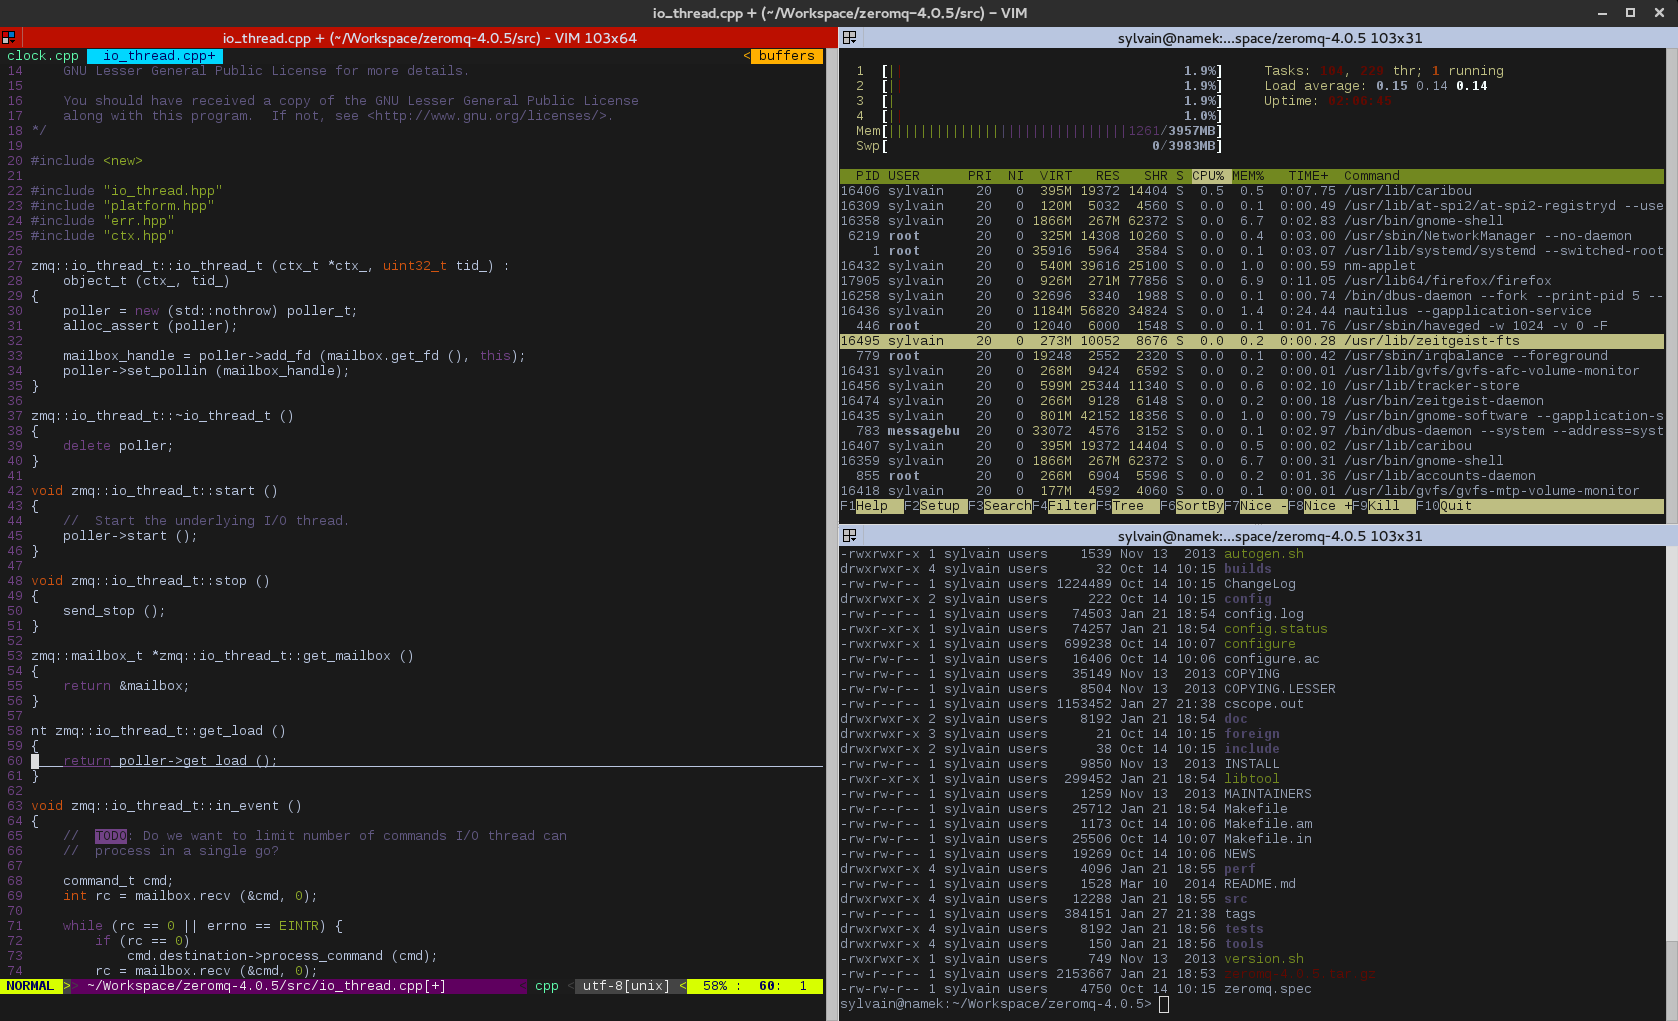 io_thread.cpp + (~/Workspace/zeromq-4.0.5/src) – VIM
io_thread.cpp + (~/Workspace/zeromq-4.0.5/src) - VIM 103x64
clock.cpp io_thread.cpp+ < buffers
14 GNU Lesser General Public License for more details.
15
16 You should have received a copy of the GNU Lesser General Public License
17 along with this program.  If not, see <http://www.gnu.org/licenses/>.
18 */
19
20 #include <new>
21
22 #include "io_thread.hpp"
23 #include "platform.hpp"
24 #include "err.hpp"
25 #include "ctx.hpp"
26
27 zmq::io_thread_t::io_thread_t (ctx_t *ctx_, uint32_t tid_) :
28     object_t (ctx_, tid_)
29 {
30     poller = new (std::nothrow) poller_t;
31     alloc_assert (poller);
32
33     mailbox_handle = poller->add_fd (mailbox.get_fd (), this);
34     poller->set_pollin (mailbox_handle);
35 }
36
37 zmq::io_thread_t::~io_thread_t ()
38 {
39     delete poller;
40 }
41
42 void zmq::io_thread_t::start ()
43 {
44     //  Start the underlying I/O thread.
45     poller->start ();
46 }
47
48 void zmq::io_thread_t::stop ()
49 {
50     send_stop ();
51 }
52
53 zmq::mailbox_t *zmq::io_thread_t::get_mailbox ()
54 {
55     return &mailbox;
56 }
57
58 nt zmq::io_thread_t::get_load ()
59 {
60     return poller->get_load ();
61 }
62
63 void zmq::io_thread_t::in_event ()
64 {
65     //  TODO: Do we want to limit number of commands I/O thread can
66     //  process in a single go?
67
68     command_t cmd;
69     int rc = mailbox.recv (&cmd, 0);
70
71     while (rc == 0 || errno == EINTR) {
72         if (rc == 0)
73             cmd.destination->process_command (cmd);
74         rc = mailbox.recv (&cmd, 0);
NORMAL >> ~/Workspace/zeromq-4.0.5/src/io_thread.cpp[+] < cpp < utf-8[unix] < 58% : 60: 1
sylvain@namek:...space/zeromq-4.0.5 103x31
1 [| 1.9%] Tasks: 104, 229 thr; 1 running
2 [| 1.9%] Load average: 0.15 0.14 0.14
3 [| 1.9%] Uptime: 02:08:45
4 [| 1.0%]
Mem[||||||||||||||||||||||||||||||1261/3957MB]
Swp[ 0/3983MB]
PID USER PRI NI VIRT RES SHR S CPU% MEM% TIME+ Command
16406 sylvain 20 0 395M 19372 14404 S 0.5 0.5 0:07.75 /usr/lib/caribou
16309 sylvain 20 0 120M 5032 4560 S 0.0 0.1 0:00.49 /usr/lib/at-spi2/at-spi2-registryd --use
16358 sylvain 20 0 1866M 267M 62372 S 0.0 6.7 0:02.83 /usr/bin/gnome-shell
6219 root 20 0 325M 14308 10260 S 0.0 0.4 0:03.00 /usr/sbin/NetworkManager --no-daemon
1 root 20 0 35916 5964 3584 S 0.0 0.1 0:03.07 /usr/lib/systemd/systemd --switched-root
16432 sylvain 20 0 540M 39616 25100 S 0.0 1.0 0:00.59 nm-applet
17905 sylvain 20 0 926M 271M 77856 S 0.0 6.9 0:11.05 /usr/lib64/firefox/firefox
16258 sylvain 20 0 32696 3340 1988 S 0.0 0.1 0:00.74 /bin/dbus-daemon --fork --print-pid 5 --
16436 sylvain 20 0 1184M 56820 34824 S 0.0 1.4 0:24.44 nautilus --gapplication-service
446 root 20 0 12040 6000 1548 S 0.0 0.1 0:01.76 /usr/sbin/haveged -w 1024 -v 0 -F
16495 sylvain 20 0 273M 10052 8676 S 0.0 0.2 0:00.28 /usr/lib/zeitgeist-fts
779 root 20 0 19248 2552 2320 S 0.0 0.1 0:00.42 /usr/sbin/irqbalance --foreground
16431 sylvain 20 0 268M 9424 6592 S 0.0 0.2 0:00.01 /usr/lib/gvfs/gvfs-afc-volume-monitor
16456 sylvain 20 0 599M 25344 11340 S 0.0 0.6 0:02.10 /usr/lib/tracker-store
16474 sylvain 20 0 266M 9128 6148 S 0.0 0.2 0:00.18 /usr/bin/zeitgeist-daemon
16435 sylvain 20 0 801M 42152 18356 S 0.0 1.0 0:00.79 /usr/bin/gnome-software --gapplication-s
783 messagebu 20 0 33072 4576 3152 S 0.0 0.1 0:02.97 /bin/dbus-daemon --system --address=syst
16407 sylvain 20 0 395M 19372 14404 S 0.0 0.5 0:00.02 /usr/lib/caribou
16359 sylvain 20 0 1866M 267M 62372 S 0.0 6.7 0:00.31 /usr/bin/gnome-shell
855 root 20 0 266M 6904 5596 S 0.0 0.2 0:01.36 /usr/lib/accounts-daemon
16418 sylvain 20 0 177M 4592 4060 S 0.0 0.1 0:00.01 /usr/lib/gvfs/gvfs-mtp-volume-monitor
F1Help F2Setup F3SearchF4FilterF5Tree F6SortByF7Nice -F8Nice +F9Kill F10Quit
sylvain@namek:...space/zeromq-4.0.5 103x31
-rwxrwxr-x 1 sylvain users 1539 Nov 13 2013 autogen.sh
drwxrwxr-x 4 sylvain users 32 Oct 14 10:15 builds
-rw-rw-r-- 1 sylvain users 1224489 Oct 14 10:15 ChangeLog
drwxrwxr-x 2 sylvain users 222 Oct 14 10:15 config
-rw-r--r-- 1 sylvain users 74503 Jan 21 18:54 config.log
-rwxr-xr-x 1 sylvain users 74257 Jan 21 18:54 config.status
-rwxrwxr-x 1 sylvain users 699238 Oct 14 10:07 configure
-rw-rw-r-- 1 sylvain users 16406 Oct 14 10:06 configure.ac
-rw-rw-r-- 1 sylvain users 35149 Nov 13 2013 COPYING
-rw-rw-r-- 1 sylvain users 8504 Nov 13 2013 COPYING.LESSER
-rw-rw-r-- 1 sylvain users 1153452 Jan 27 21:38 cscope.out
drwxrwxr-x 2 sylvain users 8192 Jan 21 18:54 doc
drwxrwxr-x 3 sylvain users 21 Oct 14 10:15 foreign
drwxrwxr-x 2 sylvain users 38 Oct 14 10:15 include
-rw-rw-r-- 1 sylvain users 9850 Nov 13 2013 INSTALL
-rwxr-xr-x 1 sylvain users 299452 Jan 21 18:54 libtool
-rw-rw-r-- 1 sylvain users 1259 Nov 13 2013 MAINTAINERS
-rw-r--r-- 1 sylvain users 25712 Jan 21 18:54 Makefile
-rw-rw-r-- 1 sylvain users 1173 Oct 14 10:06 Makefile.am
-rw-rw-r-- 1 sylvain users 25506 Oct 14 10:07 Makefile.in
-rw-rw-r-- 1 sylvain users 19269 Oct 14 10:06 NEWS
drwxrwxr-x 4 sylvain users 4096 Jan 21 18:55 perf
-rw-rw-r-- 1 sylvain users 1528 Mar 10 2014 README.md
drwxrwxr-x 4 sylvain users 12288 Jan 21 18:55 src
-rw-r--r-- 1 sylvain users 384151 Jan 27 21:38 tags
drwxrwxr-x 4 sylvain users 8192 Jan 21 18:56 tests
drwxrwxr-x 4 sylvain users 150 Jan 21 18:56 tools
-rwxrwxr-x 1 sylvain users 749 Nov 13 2013 version.sh
-rw-r--r-- 1 sylvain users 2153667 Jan 21 18:53 zeromq-4.0.5.tar.gz
-rw-rw-r-- 1 sylvain users 4750 Oct 14 10:15 zeromq.spec
sylvain@namek:~/Workspace/zeromq-4.0.5>